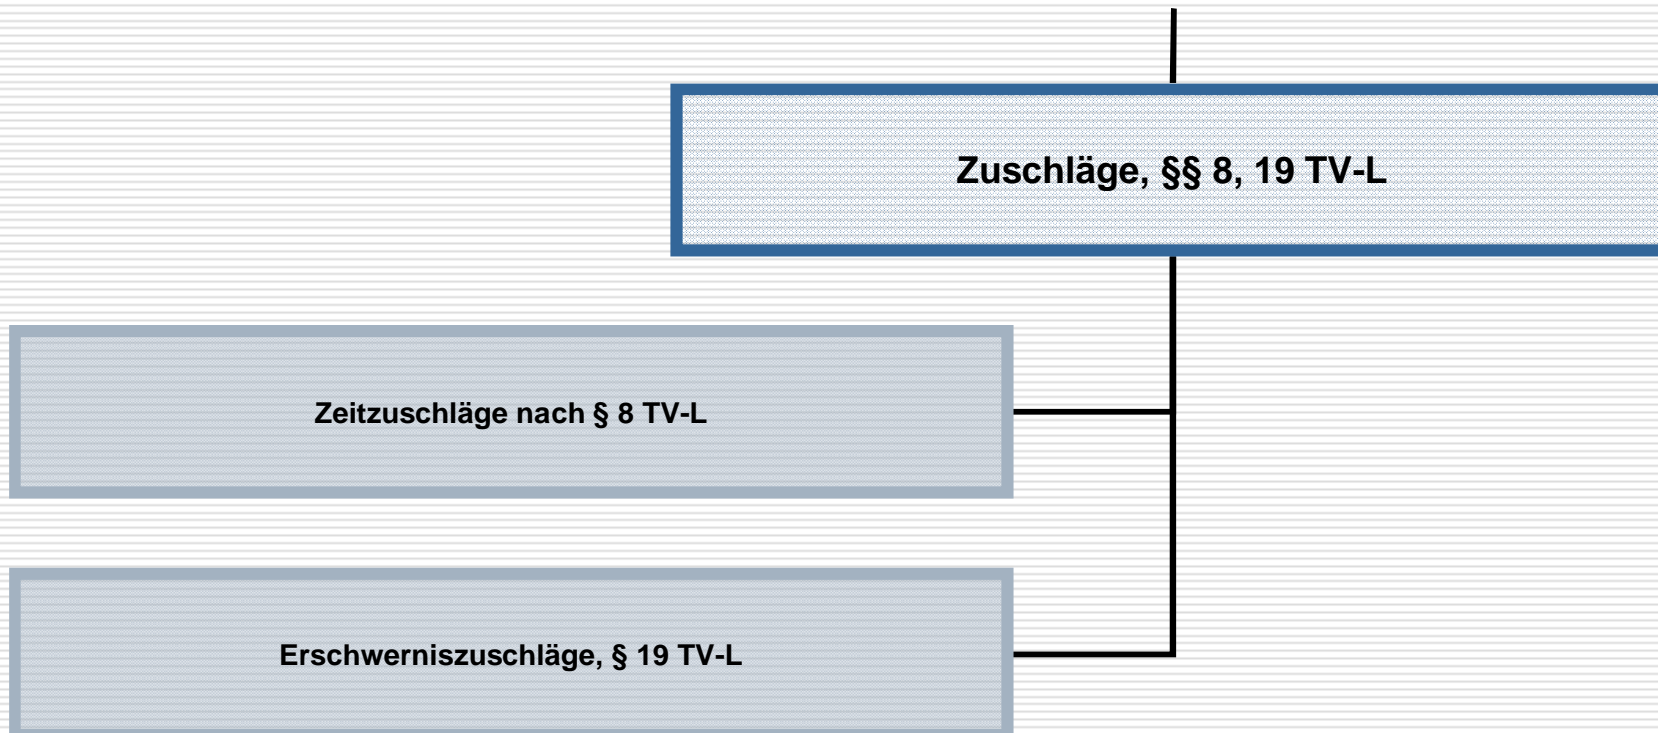 Zuschläge, §§ 8, 19 TV-L
Zeitzuschläge nach § 8 TV-L
Erschwerniszuschläge, § 19 TV-L